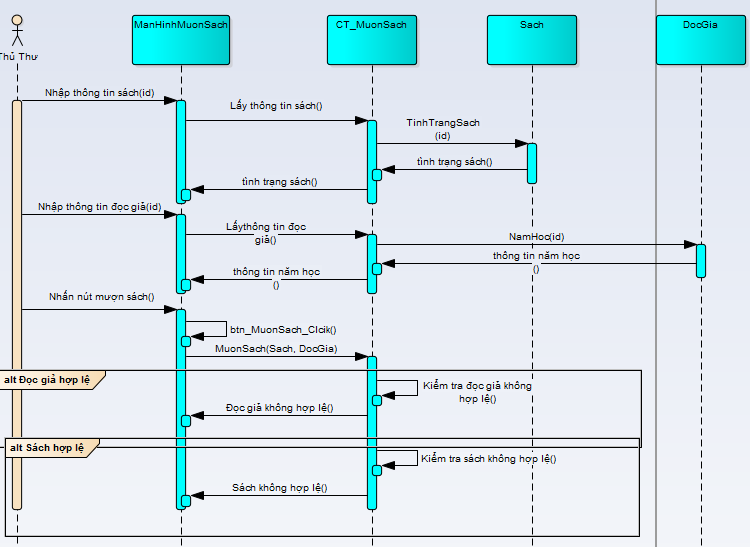 ManHinhMuonSach
CT_MuonSach
Sach
DocGia
Thủ Thư
Nhập thông tin sách(id)
Lấy thông tin sách()
TinhTrangSach
(id)
tình trạng sách()
tình trạng sách()
Nhập thông tin đọc giả(id)
Lấythông tin đọc
giả()
NamHoc(id)
thông tin năm học
()
thông tin năm học
()
Nhấn nút mượn sách()
btn_MuonSach_Clcik()
MuonSach(Sach, DocGia)
alt Đọc giả hợp lệ
Kiểm tra đọc giả không
hợp lệ()
Đọc giả không hợp lệ()
alt Sách hợp lệ
Kiểm tra sách không hợp lệ()
Sách không hợp lệ()